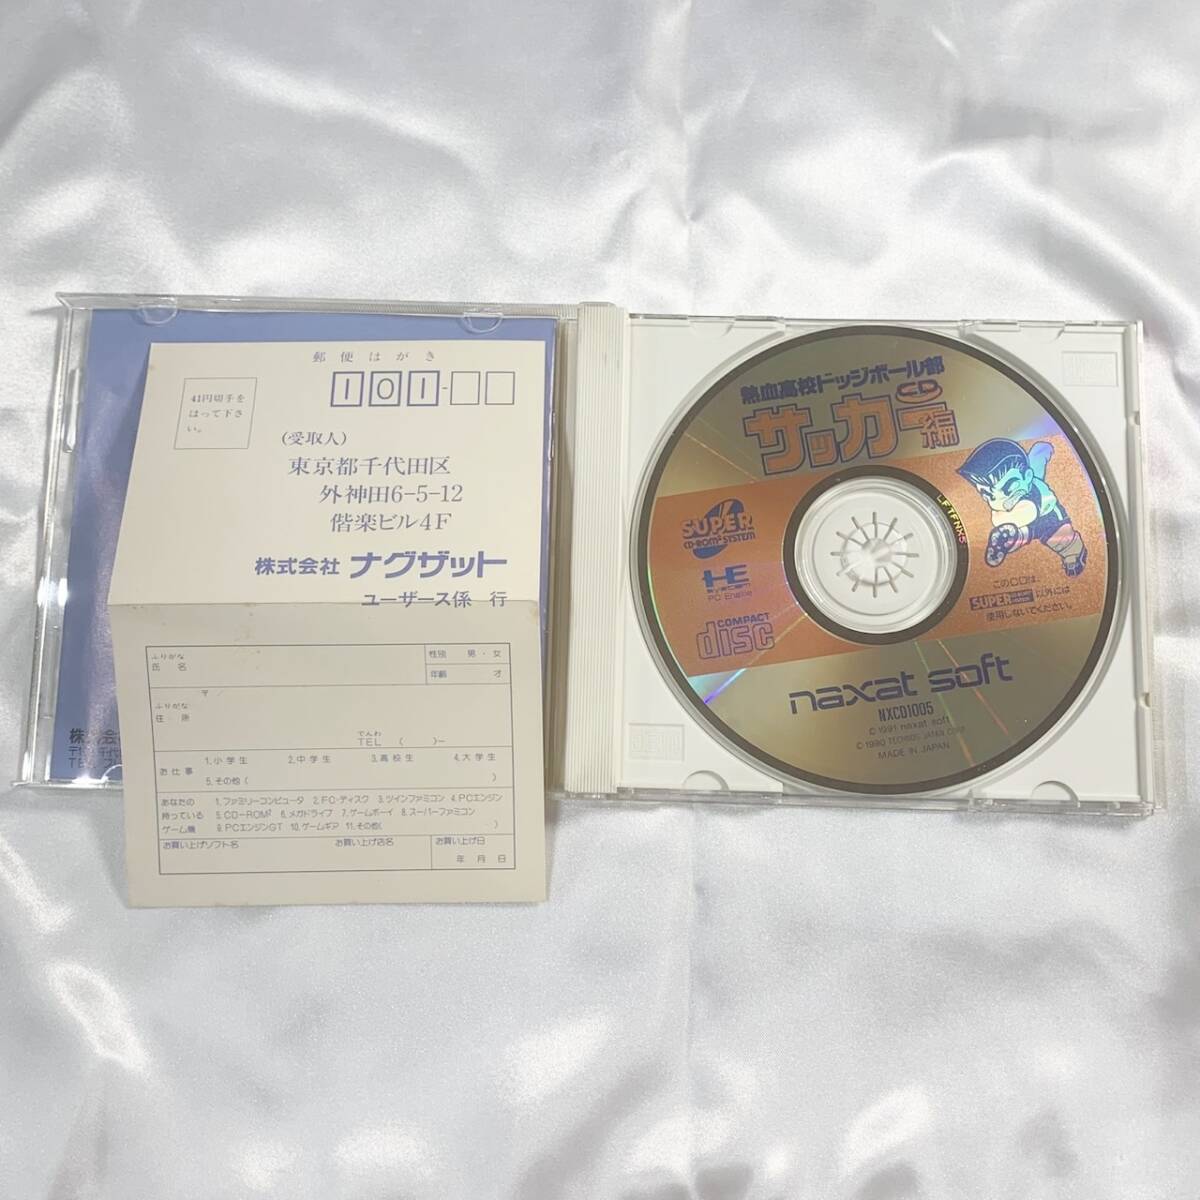 郵便はがき
41円切手を
はって下さ
い。
101-
(受取人)
東京都千代田区
外神田6-5-12
偕楽ビル4F
株式会社 ナグザット
ユーザース係 行
ふりがな
氏 名
性別 男・女
年齢 才
〒
ふりがな
住 所
でんわ
TEL ( )-
お仕事
1.小学生 2.中学生 3.高校生 4.大学生
5.その他( )
あなたの
持っている
ゲーム機
1.ファミリーコンピュータ 2.FC-ディスク 3.ツインファミコン 4.PCエンジン
5.CD-ROM² 6.メガドライブ 7.ゲームボーイ 8.スーパーファミコン
9.PCエンジンGT 10.ゲームギア 11.その他( )
お買い上げソフト名 お買い上げ店名 お買い上げ日
年 月 日
株式会
熱血高校ドッジボール部
CD
サッカー編
SUPER
CD-ROM² SYSTEM
HE
SYSTEM
PC Engine
COMPACT
disc
LFTFNX5
このCDは、
SUPER 以外には
使用しないでください。
naxat soft
NXCD1005
© 1991 naxat soft
© 1990 TECHNOS JAPAN CORP.
MADE IN JAPAN